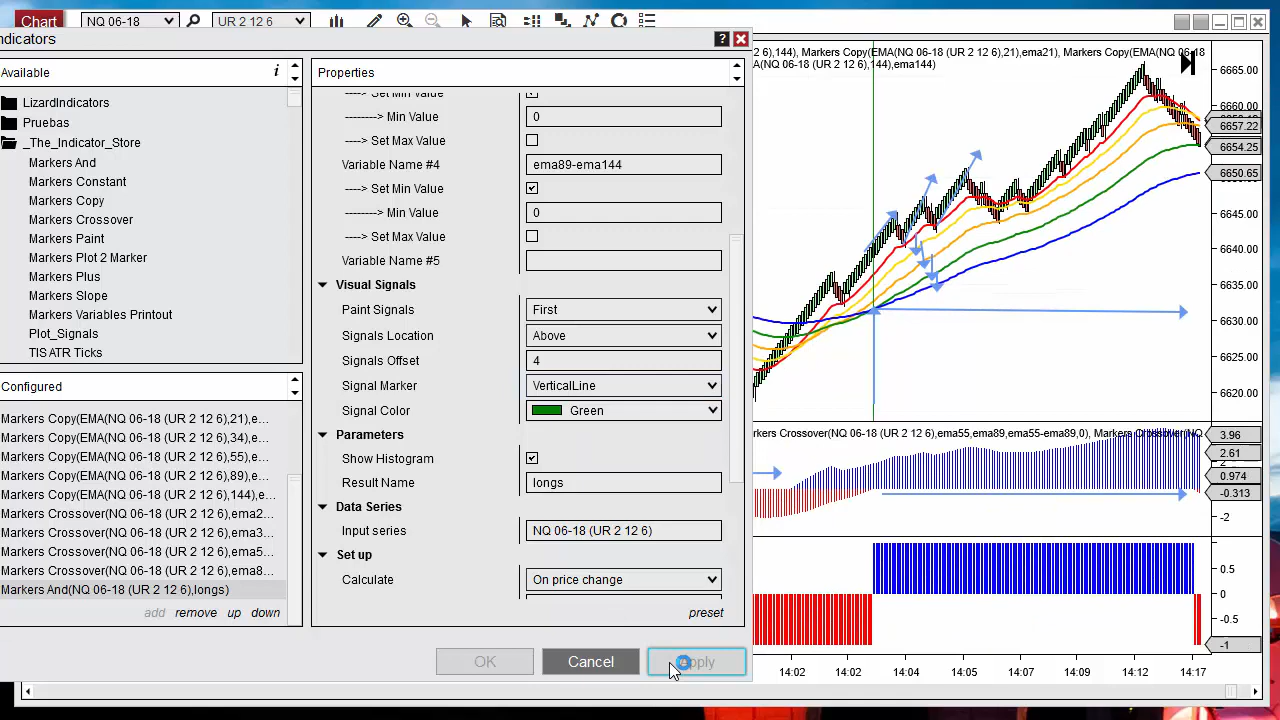 Chart
NQ 06-18
UR 2 12 6
ndicators
?
Available
i
LizardIndicators
Pruebas
_The_Indicator_Store
Markers And
Markers Constant
Markers Copy
Markers Crossover
Markers Paint
Markers Plot 2 Marker
Markers Plus
Markers Slope
Markers Variables Printout
Plot_Signals
TIS ATR Ticks
Configured
Markers Copy(EMA(NQ 06-18 (UR 2 12 6),21),e...
Markers Copy(EMA(NQ 06-18 (UR 2 12 6),34),e...
Markers Copy(EMA(NQ 06-18 (UR 2 12 6),55),e...
Markers Copy(EMA(NQ 06-18 (UR 2 12 6),89),e...
Markers Copy(EMA(NQ 06-18 (UR 2 12 6),144),e...
Markers Crossover(NQ 06-18 (UR 2 12 6),ema2...
Markers Crossover(NQ 06-18 (UR 2 12 6),ema3...
Markers Crossover(NQ 06-18 (UR 2 12 6),ema5...
Markers Crossover(NQ 06-18 (UR 2 12 6),ema8...
Markers And(NQ 06-18 (UR 2 12 6),longs)
add remove up down
Properties
----> Set Min Value
--------> Min Value 0
----> Set Max Value
Variable Name #4 ema89-ema144
----> Set Min Value
--------> Min Value 0
----> Set Max Value
Variable Name #5
Visual Signals
Paint Signals First
Signals Location Above
Signals Offset 4
Signal Marker VerticalLine
Signal Color Green
Parameters
Show Histogram
Result Name longs
Data Series
Input series NQ 06-18 (UR 2 12 6)
Set up
Calculate On price change
preset
OK Cancel
2 6),144), Markers Copy(EMA(NQ 06-18 (UR 2 12 6),21),ema21), Markers Copy(EMA(NQ 06-18
A(NQ 06-18 (UR 2 12 6),144),ema144)
6665.00
6660.00
6657.22
6654.25
6650.65
6645.00
6640.00
6635.00
6630.00
6625.00
6620.00
rkers Crossover(NQ 06-18 (UR 2 12 6),ema55,ema89,ema55-ema89,0), Markers Crossover(NQ
3.96
2.61
0.974
-0.313
-2
0.5
0
-0.5
-1
14:02 14:02 14:04 14:05 14:07 14:09 14:12 14:17